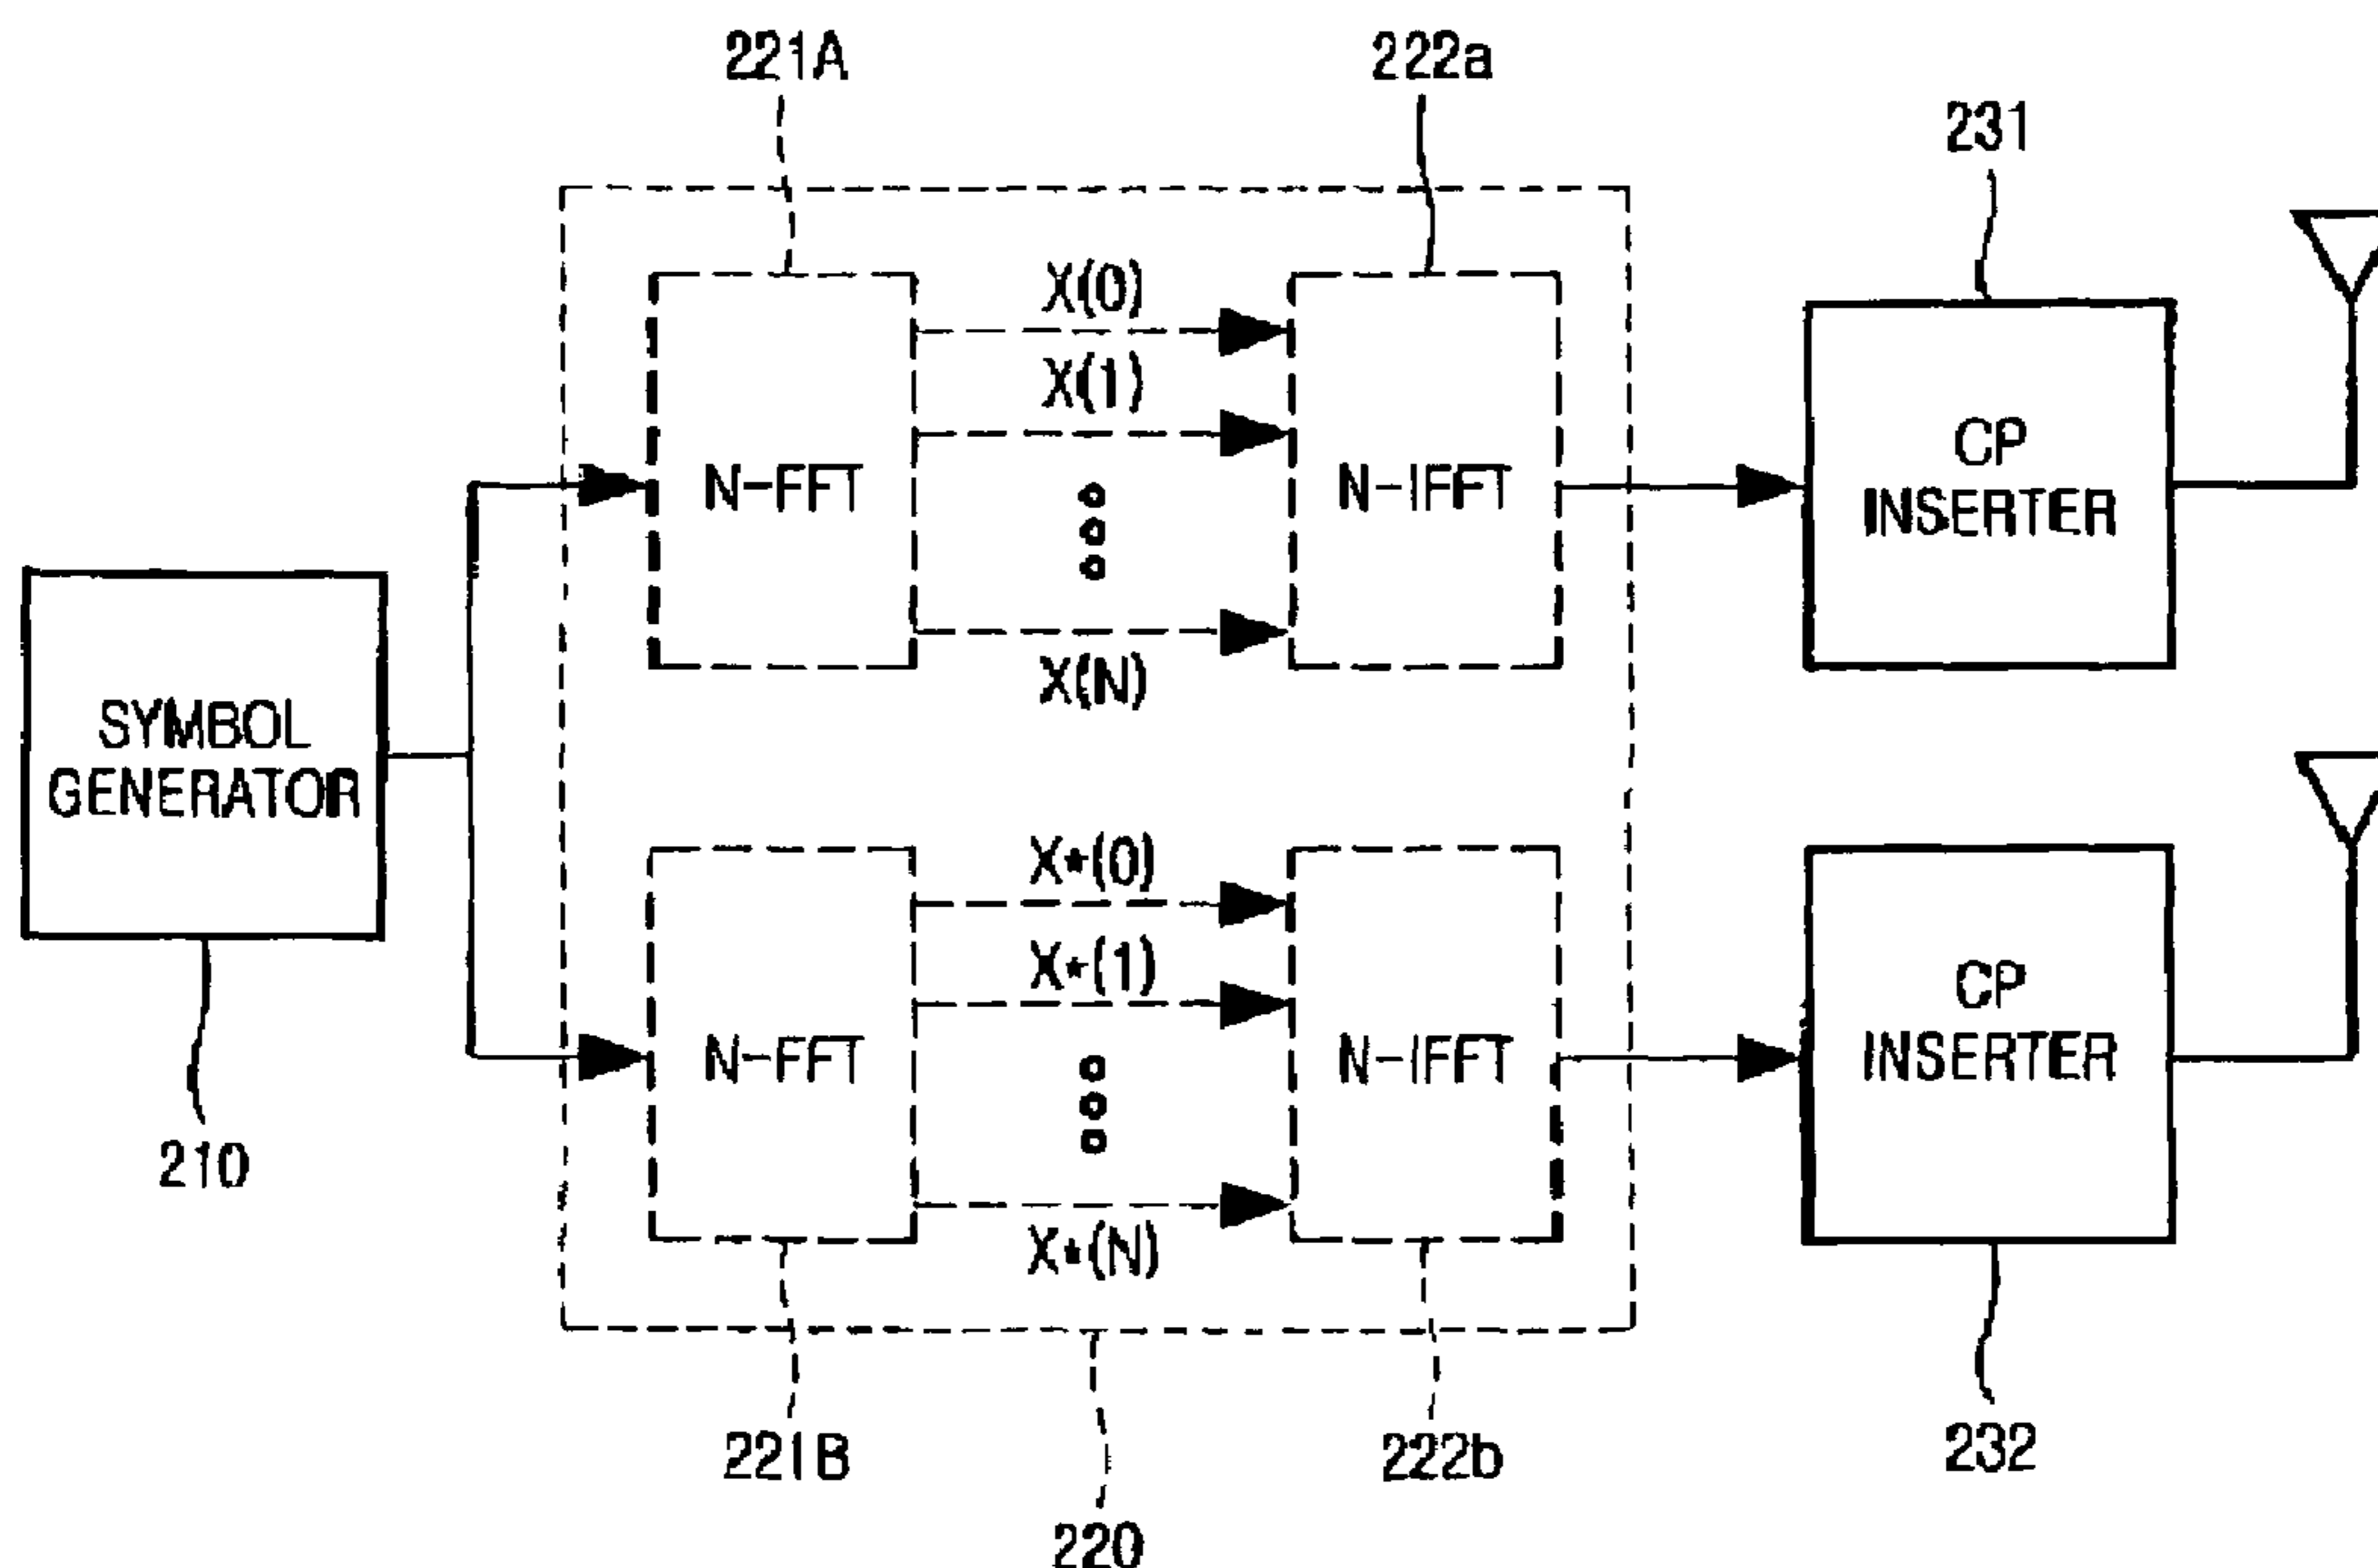 221A
222a
231
X(0)
X(1)
N-FFT
N-IFFT
CP
INSERTER
X(N)
SYMBOL
GENERATOR
X*(0)
X*(1)
N-FFT
N-IFFT
CP
INSERTER
X*(N)
210
221B
222b
232
220